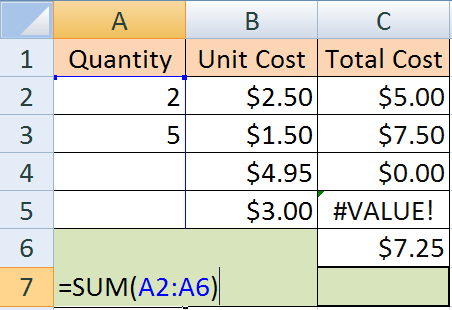 A B C
1 Quantity Unit Cost Total Cost
2 2 $2.50 $5.00
3 5 $1.50 $7.50
4 $4.95 $0.00
5 $3.00 #VALUE!
6 $7.25
7 =SUM(A2:A6)